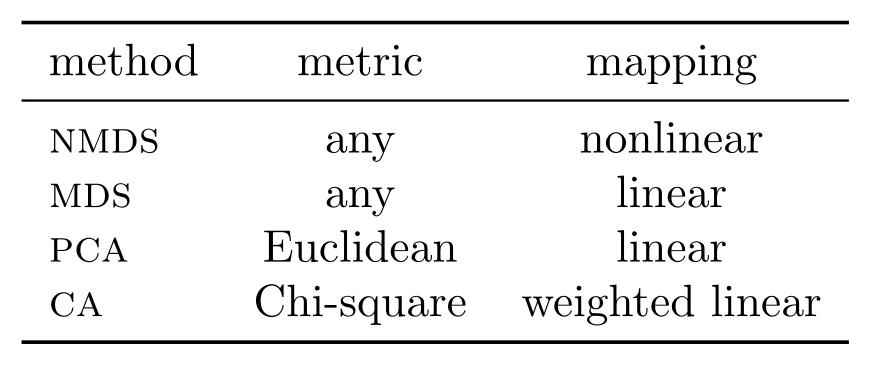 method metric mapping
NMDS any nonlinear
MDS any linear
PCA Euclidean linear
CA Chi-square weighted linear